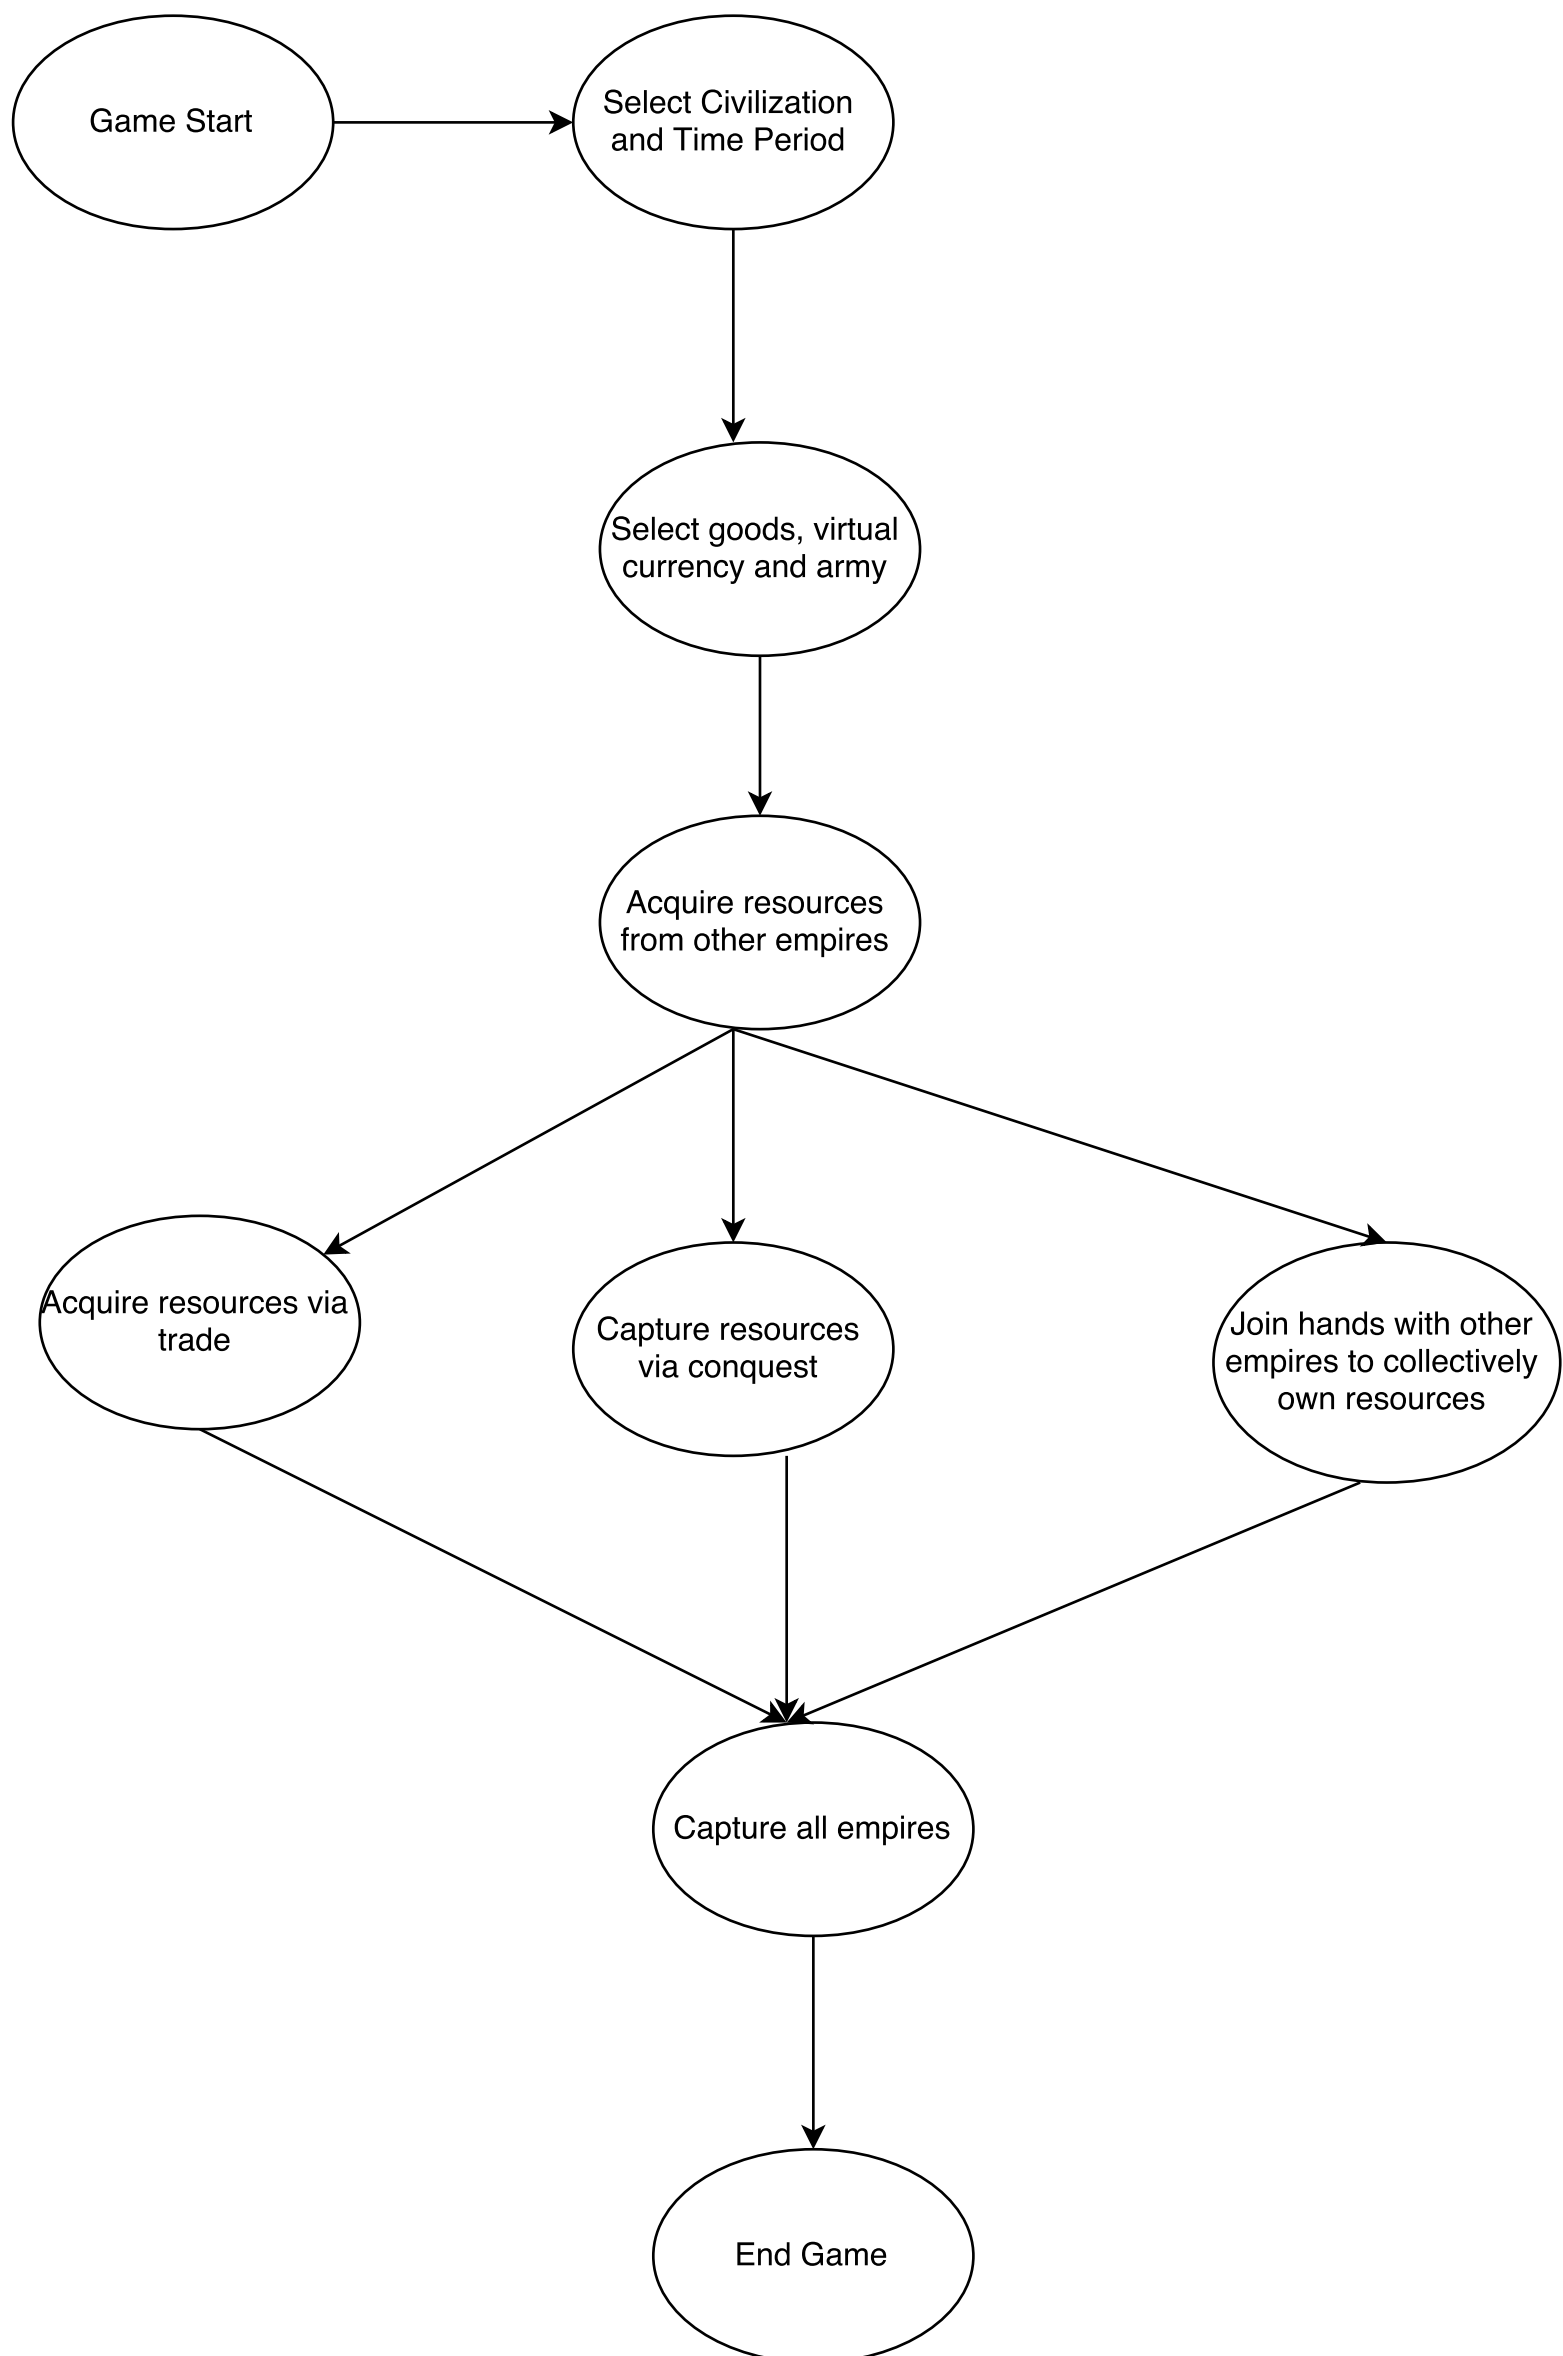 Game Start
Select Civilization
and Time Period
Select goods, virtual
currency and army
Acquire resources
from other empires
Acquire resources via
trade
Capture resources
via conquest
Join hands with other
empires to collectively
own resources
Capture all empires
End Game